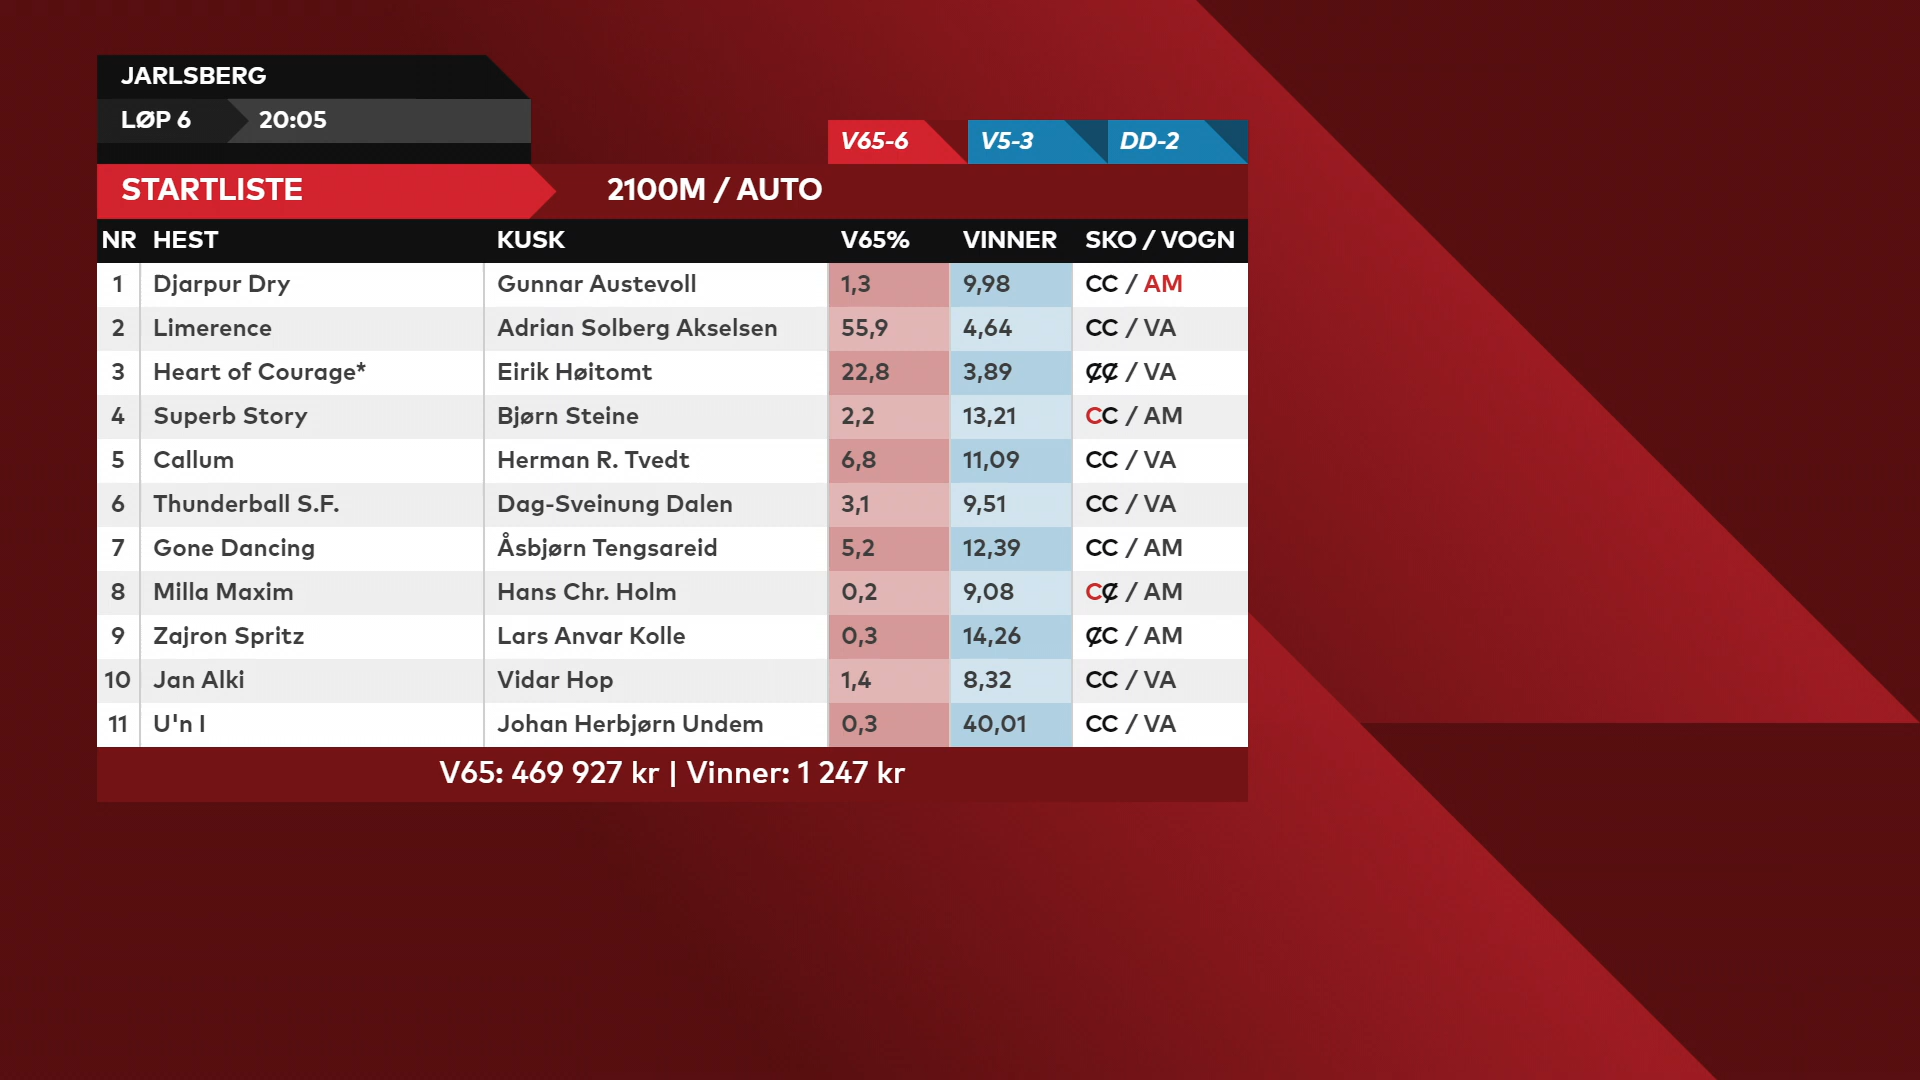 JARLSBERG
LØP 6 20:05
V65-6 V5-3 DD-2
STARTLISTE 2100M / AUTO
NR HEST KUSK V65% VINNER SKO / VOGN
1 Djarpur Dry Gunnar Austevoll 1,3 9,98 CC / AM
2 Limerence Adrian Solberg Akselsen 55,9 4,64 CC / VA
3 Heart of Courage* Eirik Høitomt 22,8 3,89 ȻȻ / VA
4 Superb Story Bjørn Steine 2,2 13,21 CC / AM
5 Callum Herman R. Tvedt 6,8 11,09 CC / VA
6 Thunderball S.F. Dag-Sveinung Dalen 3,1 9,51 CC / VA
7 Gone Dancing Åsbjørn Tengsareid 5,2 12,39 CC / AM
8 Milla Maxim Hans Chr. Holm 0,2 9,08 CȻ / AM
9 Zajron Spritz Lars Anvar Kolle 0,3 14,26 ȻC / AM
10 Jan Alki Vidar Hop 1,4 8,32 CC / VA
11 U'n I Johan Herbjørn Undem 0,3 40,01 CC / VA
V65: 469 927 kr | Vinner: 1 247 kr